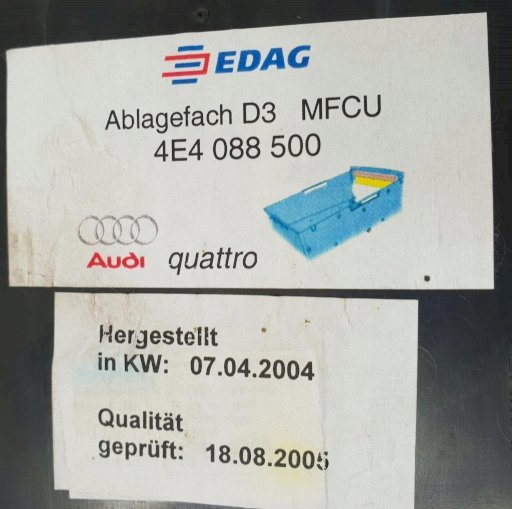 EDAG
Ablagefach D3 MFCU
4E4 088 500
Audi quattro
Hergestellt
in KW: 07.04.2004
Qualität
geprüft: 18.08.2005